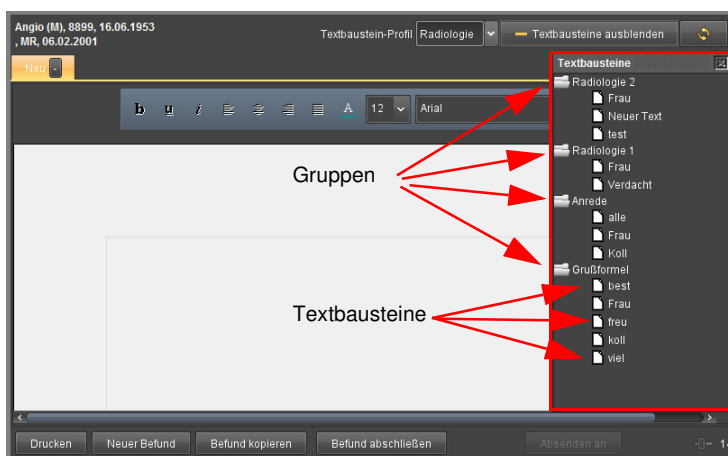 Angio (M), 8899, 16.06.1953
, MR, 06.02.2001
Textbaustein-Profil Radiologie Textbausteine ausblenden
Neu -
Textbausteine
b u i A 12 Arial
Radiologie 2
Frau
Neuer Text
test
Radiologie 1
Frau
Verdacht
Anrede
alle
Frau
Koll
Grußformel
best
Frau
freu
koll
viel
Gruppen
Textbausteine
Drucken Neuer Befund Befund kopieren Befund abschließen Absenden an